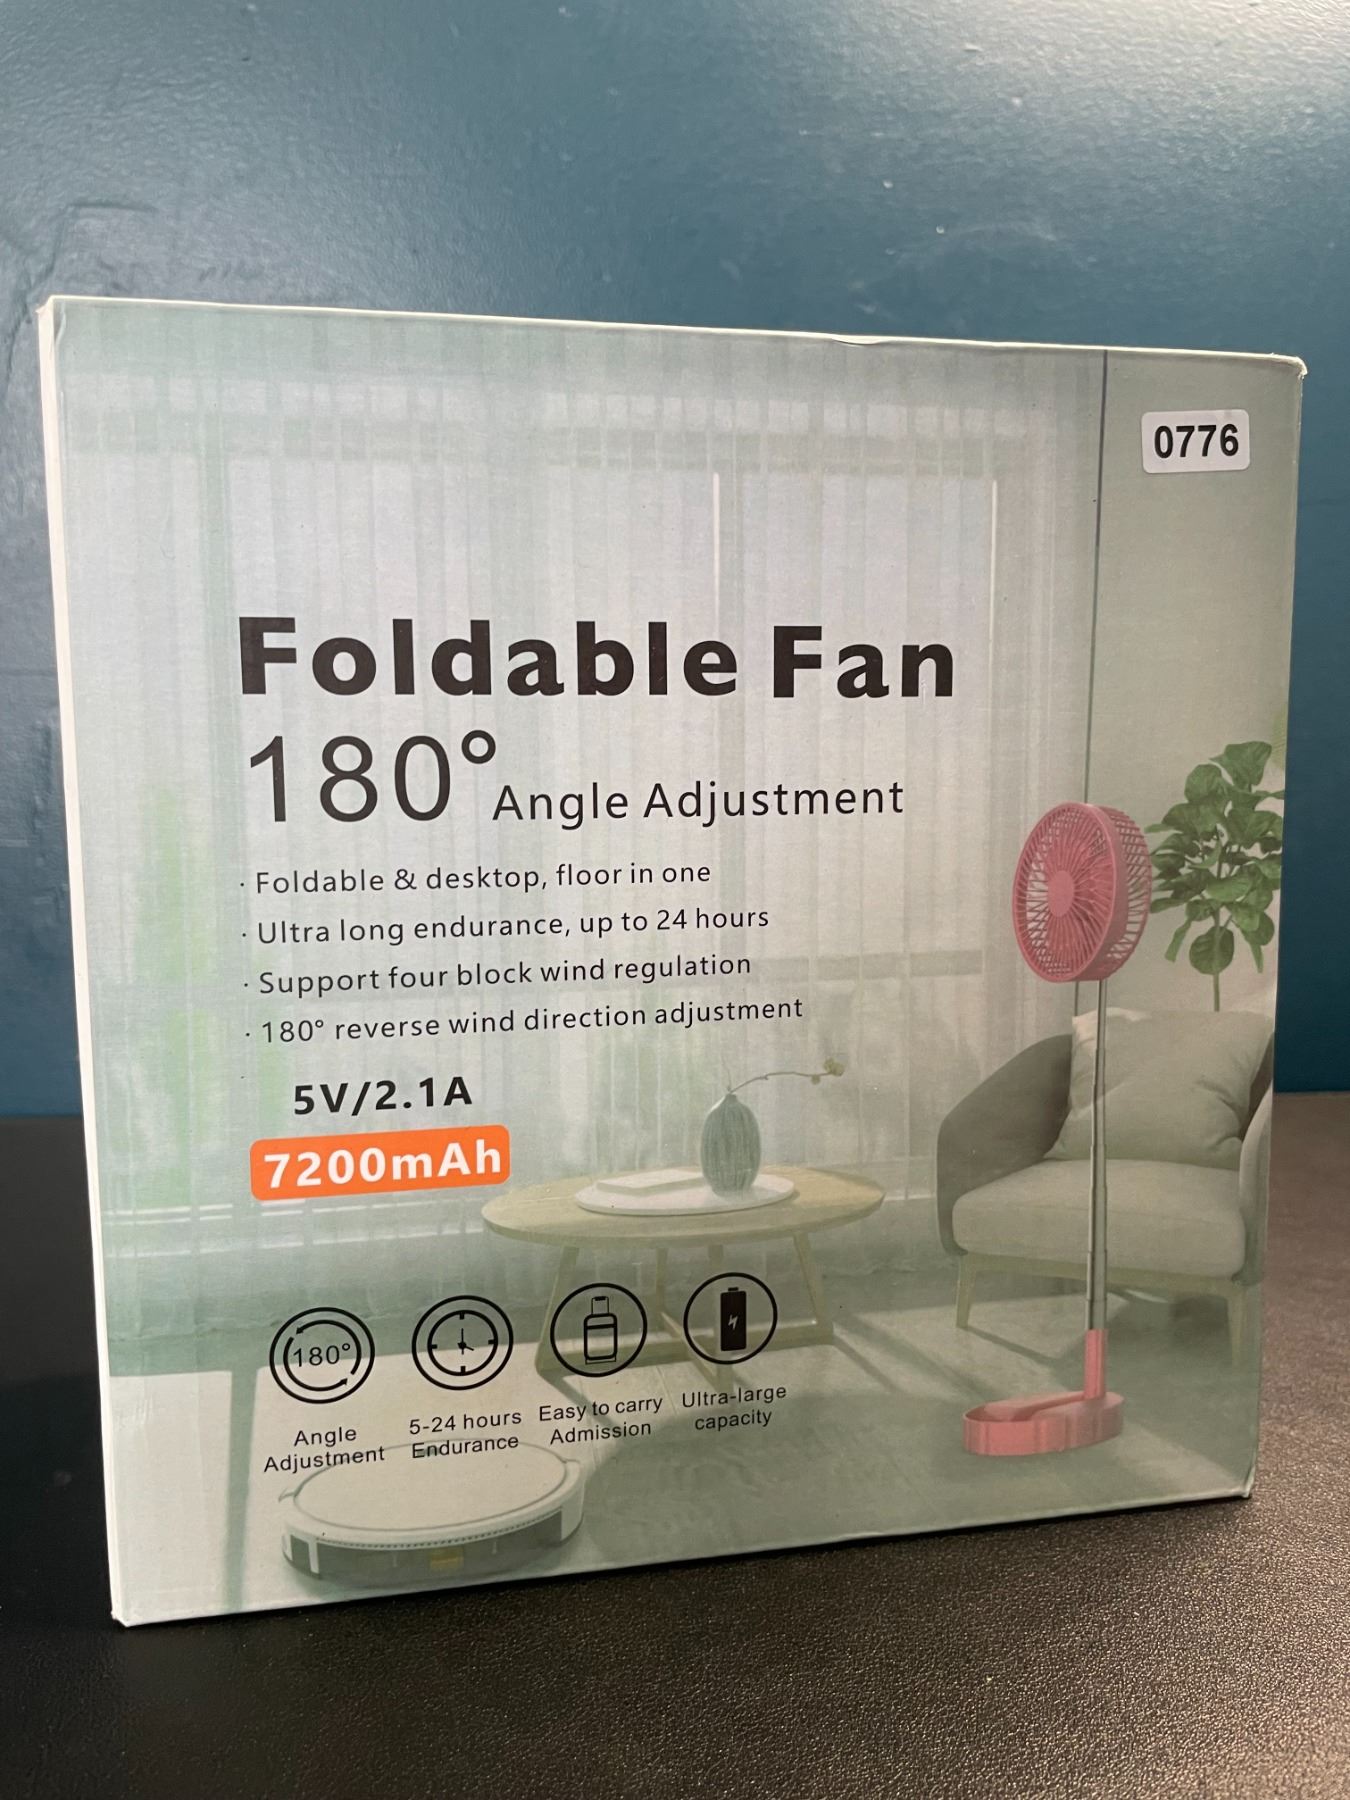 0776
Foldable Fan
180° Angle Adjustment
· Foldable & desktop, floor in one
· Ultra long endurance, up to 24 hours
· Support four block wind regulation
· 180° reverse wind direction adjustment
5V/2.1A
7200mAh
180°
Angle
Adjustment
5-24 hours
Endurance
Easy to carry
Admission
Ultra-large
capacity